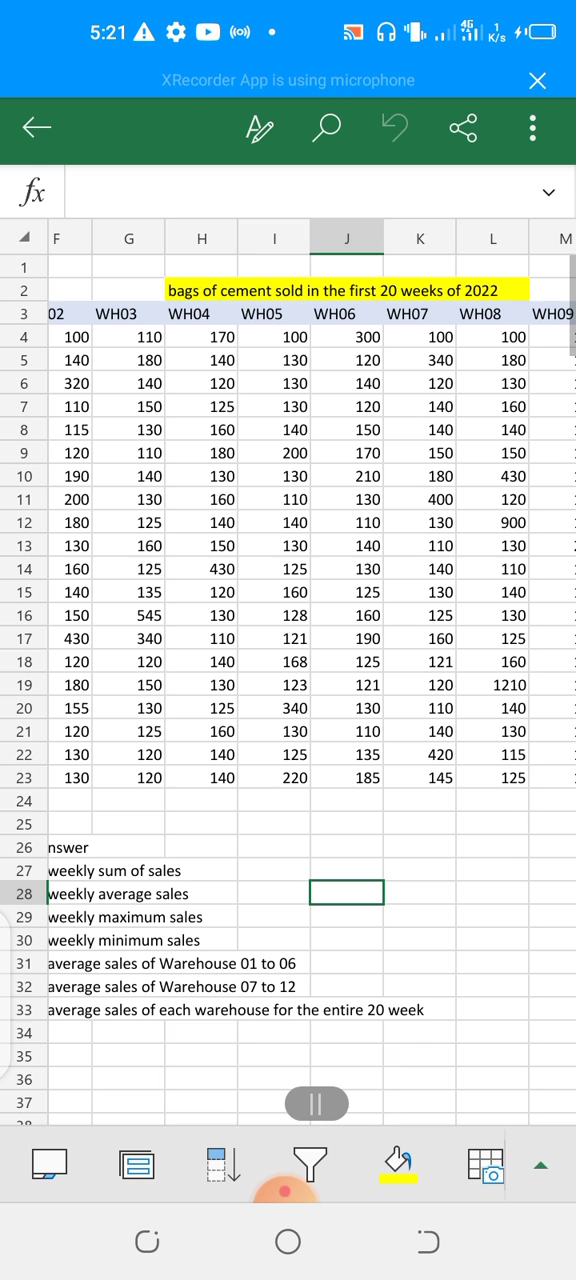 5:21 4G 1 K/s
XRecorder App is using microphone
fx
F G H I J K L M
1
2 bags of cement sold in the first 20 weeks of 2022
3 02 WH03 WH04 WH05 WH06 WH07 WH08 WH09
4 100 110 170 100 300 100 100
5 140 180 140 130 120 340 180
6 320 140 120 130 140 120 130
7 110 150 125 130 120 140 160
8 115 130 160 140 150 140 140
9 120 110 180 200 170 150 150
10 190 140 130 130 210 180 430
11 200 130 160 110 130 400 120
12 180 125 140 140 110 130 900
13 130 160 150 130 140 110 130
14 160 125 430 125 130 140 110
15 140 135 120 160 125 130 140
16 150 545 130 128 160 125 130
17 430 340 110 121 190 160 125
18 120 120 140 168 125 121 160
19 180 150 130 123 121 120 1210
20 155 130 125 340 130 110 140
21 120 125 160 130 110 140 130
22 130 120 140 125 135 420 115
23 130 120 140 220 185 145 125
24
25
26 nswer
27 weekly sum of sales
28 weekly average sales
29 weekly maximum sales
30 weekly minimum sales
31 average sales of Warehouse 01 to 06
32 average sales of Warehouse 07 to 12
33 average sales of each warehouse for the entire 20 week
34
35
36
37